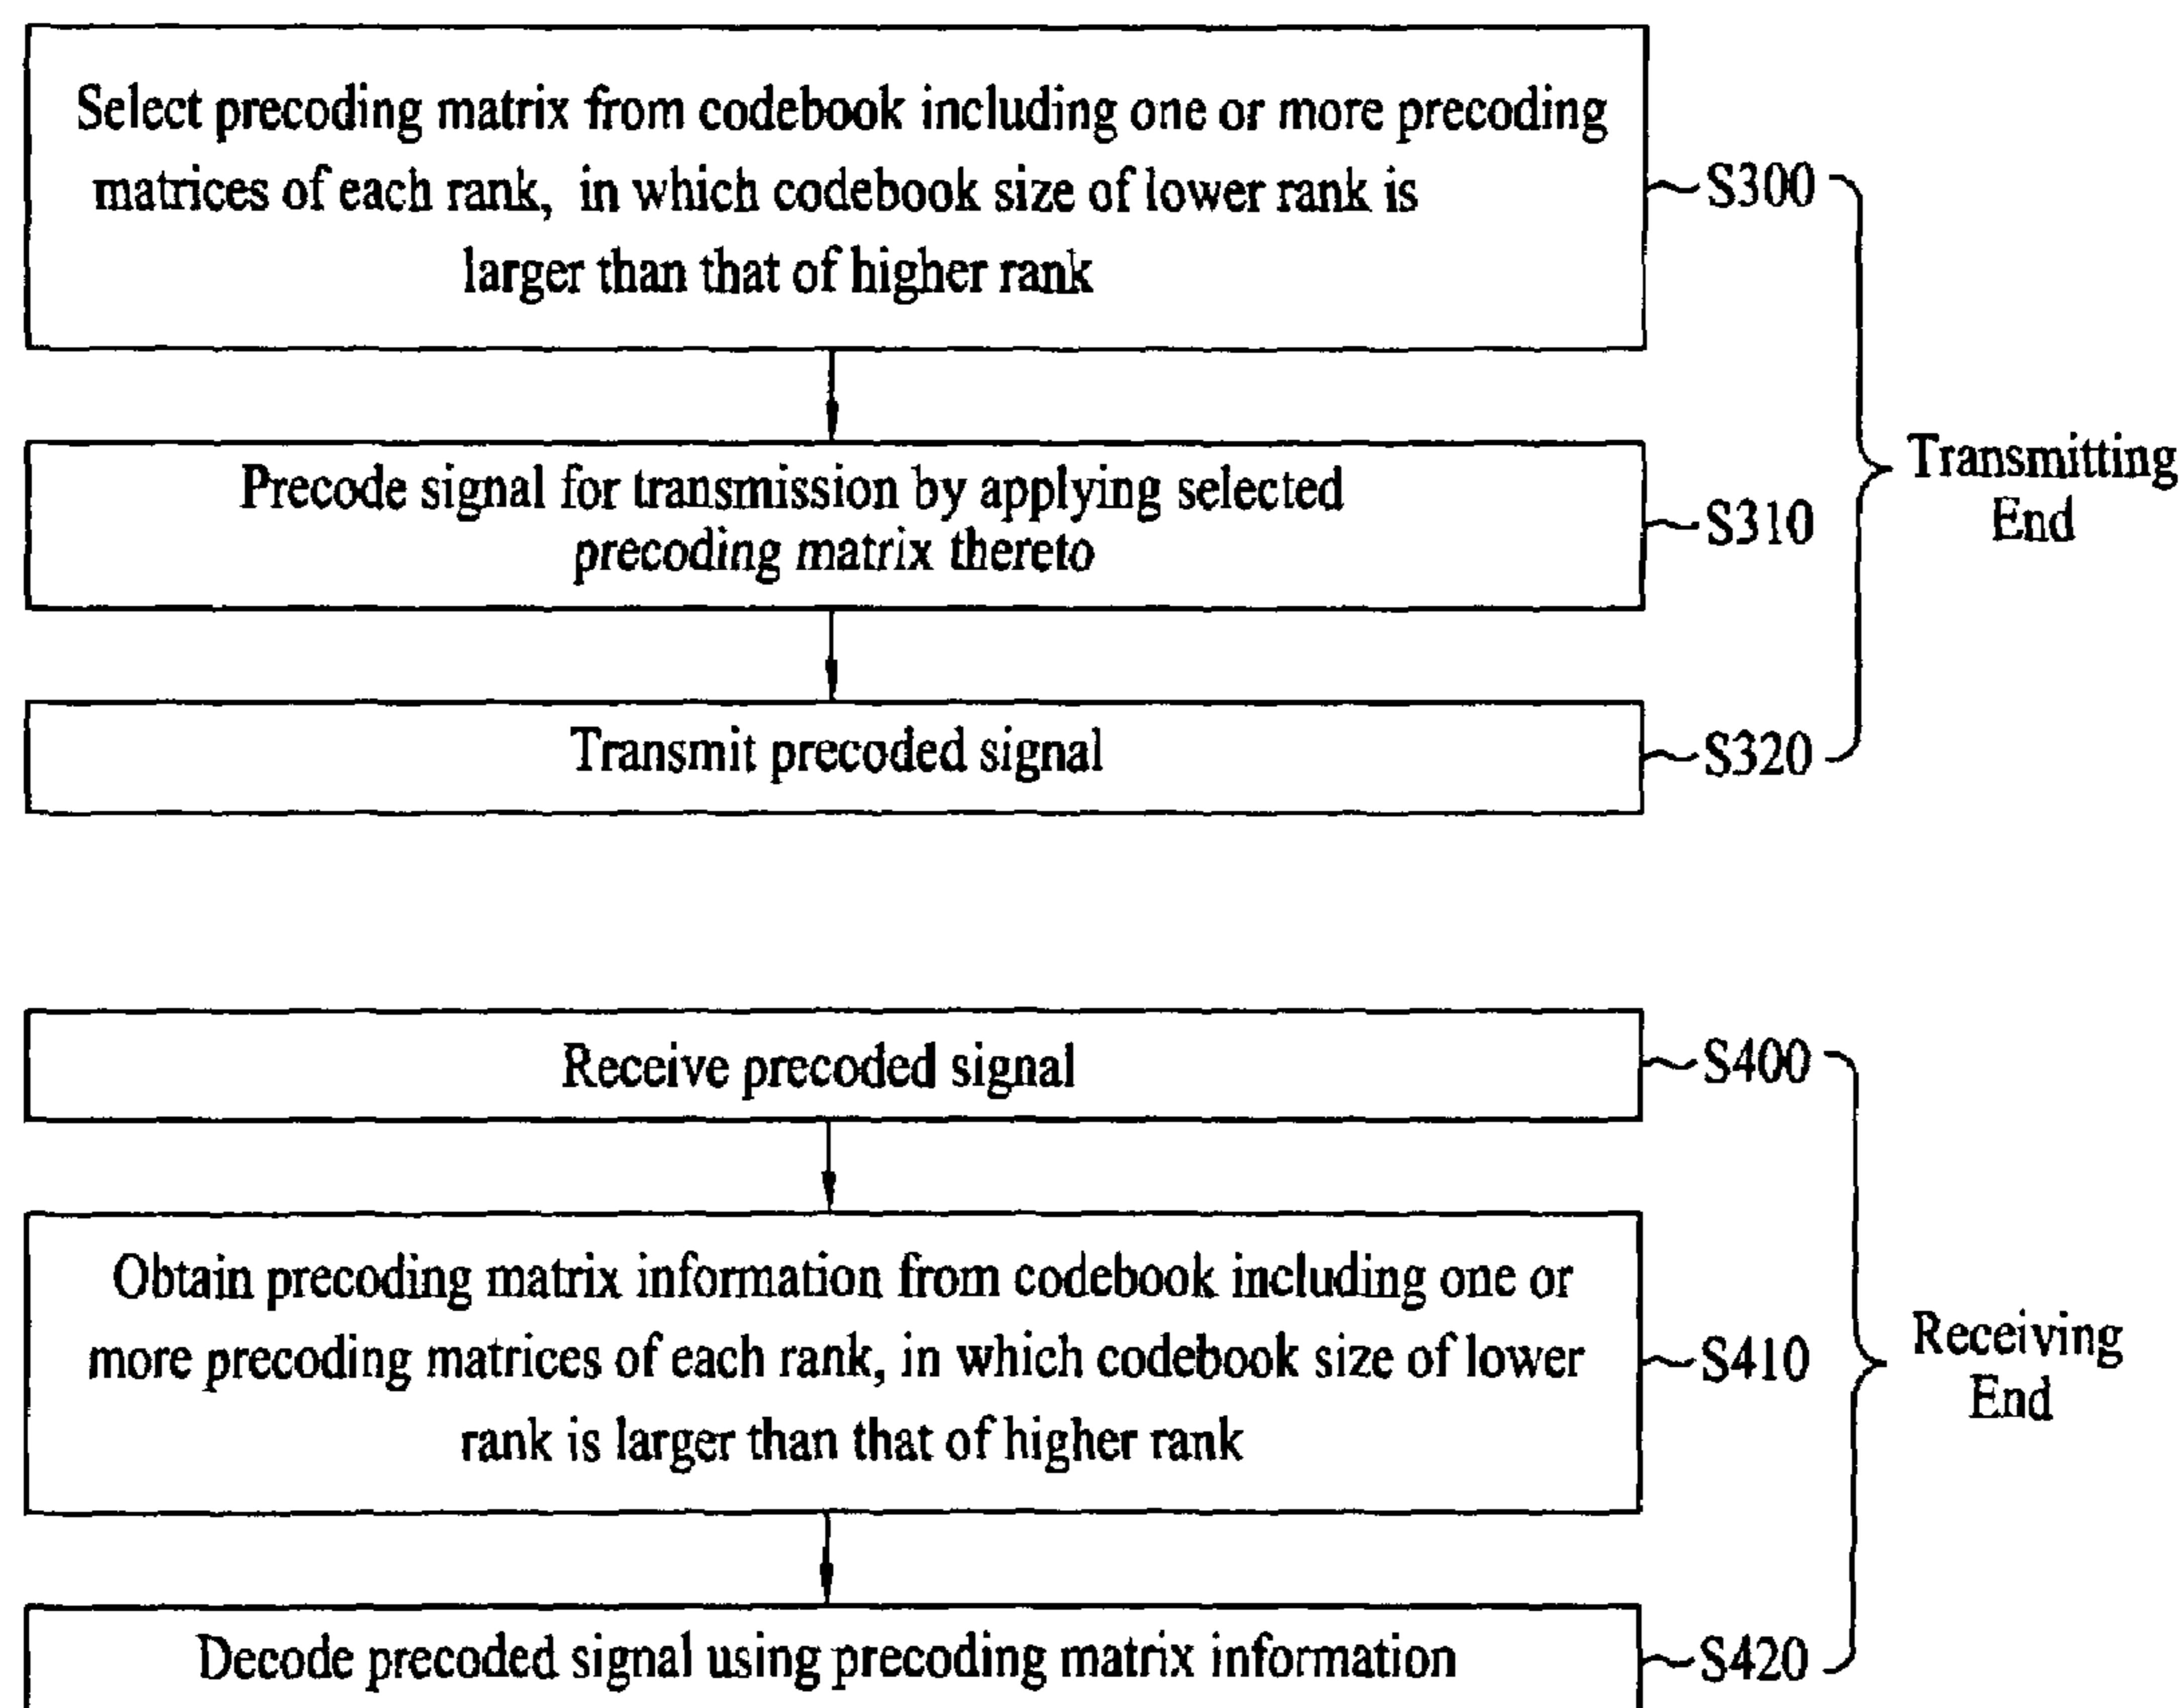 Select precoding matrix from codebook including one or more precoding
matrices of each rank, in which codebook size of lower rank is
larger than that of higher rank
S300
Precode signal for transmission by applying selected
precoding matrix thereto
S310
Transmitting
End
Transmit precoded signal
S320
Receive precoded signal
S400
Obtain precoding matrix information from codebook including one or
more precoding matrices of each rank, in which codebook size of lower
rank is larger than that of higher rank
S410
Receiving
End
Decode precoded signal using precoding matrix information
S420